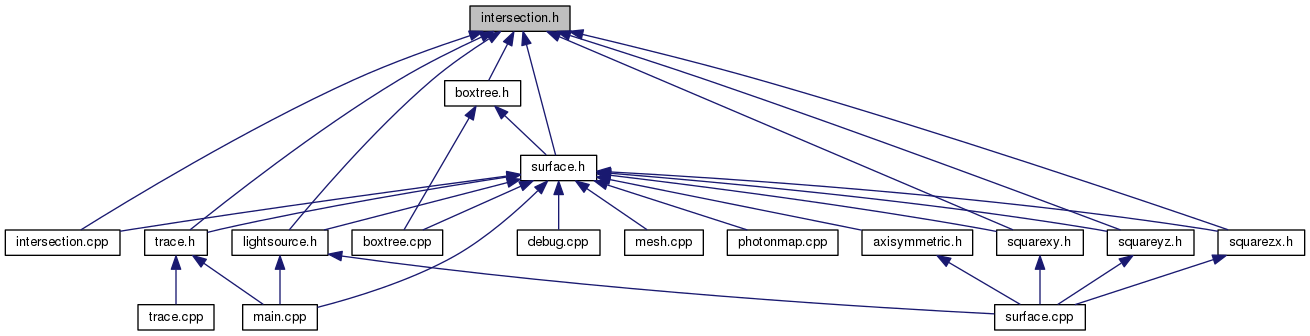 intersection.h
boxtree.h
surface.h
intersection.cpp
trace.h
lightsource.h
boxtree.cpp
debug.cpp
mesh.cpp
photonmap.cpp
axisymmetric.h
squarexy.h
squareyz.h
squarezx.h
trace.cpp
main.cpp
surface.cpp